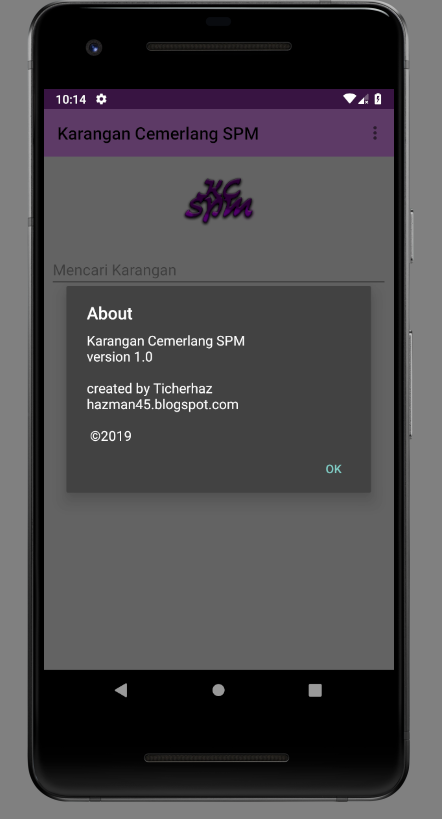 10:14
Karangan Cemerlang SPM
KC
spm
Mencari Karangan
About
Karangan Cemerlang SPM
version 1.0
created by Ticherhaz
hazman45.blogspot.com
©2019
OK